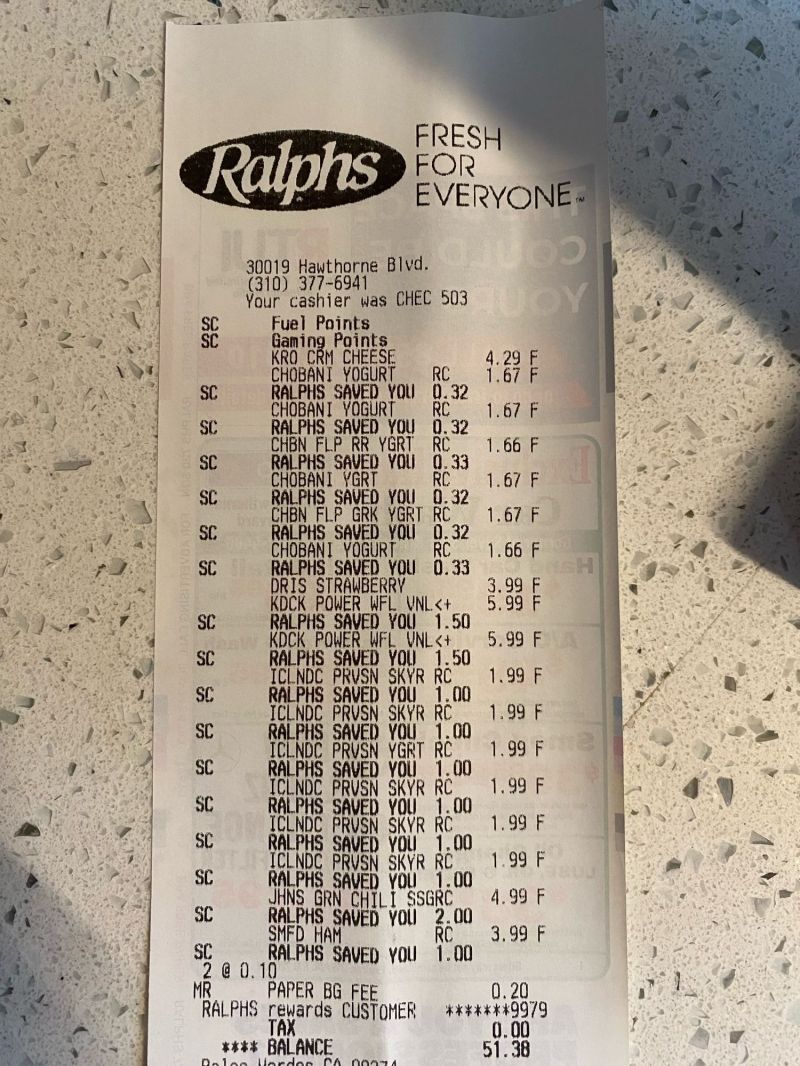 Ralphs
FRESH
FOR
EVERYONE™
30019 Hawthorne Blvd.
(310) 377-6941
Your cashier was CHEC 503
SC Fuel Points
SC Gaming Points
KRO CRM CHEESE 4.29 F
CHOBANI YOGURT RC 1.67 F
SC RALPHS SAVED YOU 0.32
CHOBANI YOGURT RC 1.67 F
SC RALPHS SAVED YOU 0.32
CHBN FLP RR YGRT RC 1.66 F
SC RALPHS SAVED YOU 0.33
CHOBANI YGRT RC 1.67 F
SC RALPHS SAVED YOU 0.32
CHBN FLP GRK YGRT RC 1.67 F
SC RALPHS SAVED YOU 0.32
CHOBANI YOGURT RC 1.66 F
SC RALPHS SAVED YOU 0.33
DRIS STRAWBERRY 3.99 F
KDCK POWER WFL VNL<+ 5.99 F
SC RALPHS SAVED YOU 1.50
KDCK POWER WFL VNL<+ 5.99 F
SC RALPHS SAVED YOU 1.50
ICLNDC PRVSN SKYR RC 1.99 F
SC RALPHS SAVED YOU 1.00
ICLNDC PRVSN SKYR RC 1.99 F
SC RALPHS SAVED YOU 1.00
ICLNDC PRVSN YGRT RC 1.99 F
SC RALPHS SAVED YOU 1.00
ICLNDC PRVSN SKYR RC 1.99 F
SC RALPHS SAVED YOU 1.00
ICLNDC PRVSN SKYR RC 1.99 F
SC RALPHS SAVED YOU 1.00
ICLNDC PRVSN SKYR RC 1.99 F
SC RALPHS SAVED YOU 1.00
JHNS GRN CHILI SSGRC 4.99 F
SC RALPHS SAVED YOU 2.00
SMFD HAM RC 3.99 F
SC RALPHS SAVED YOU 1.00
2 @ 0.10
MR PAPER BG FEE 0.20
RALPHS rewards CUSTOMER *******9979
TAX 0.00
**** BALANCE 51.38